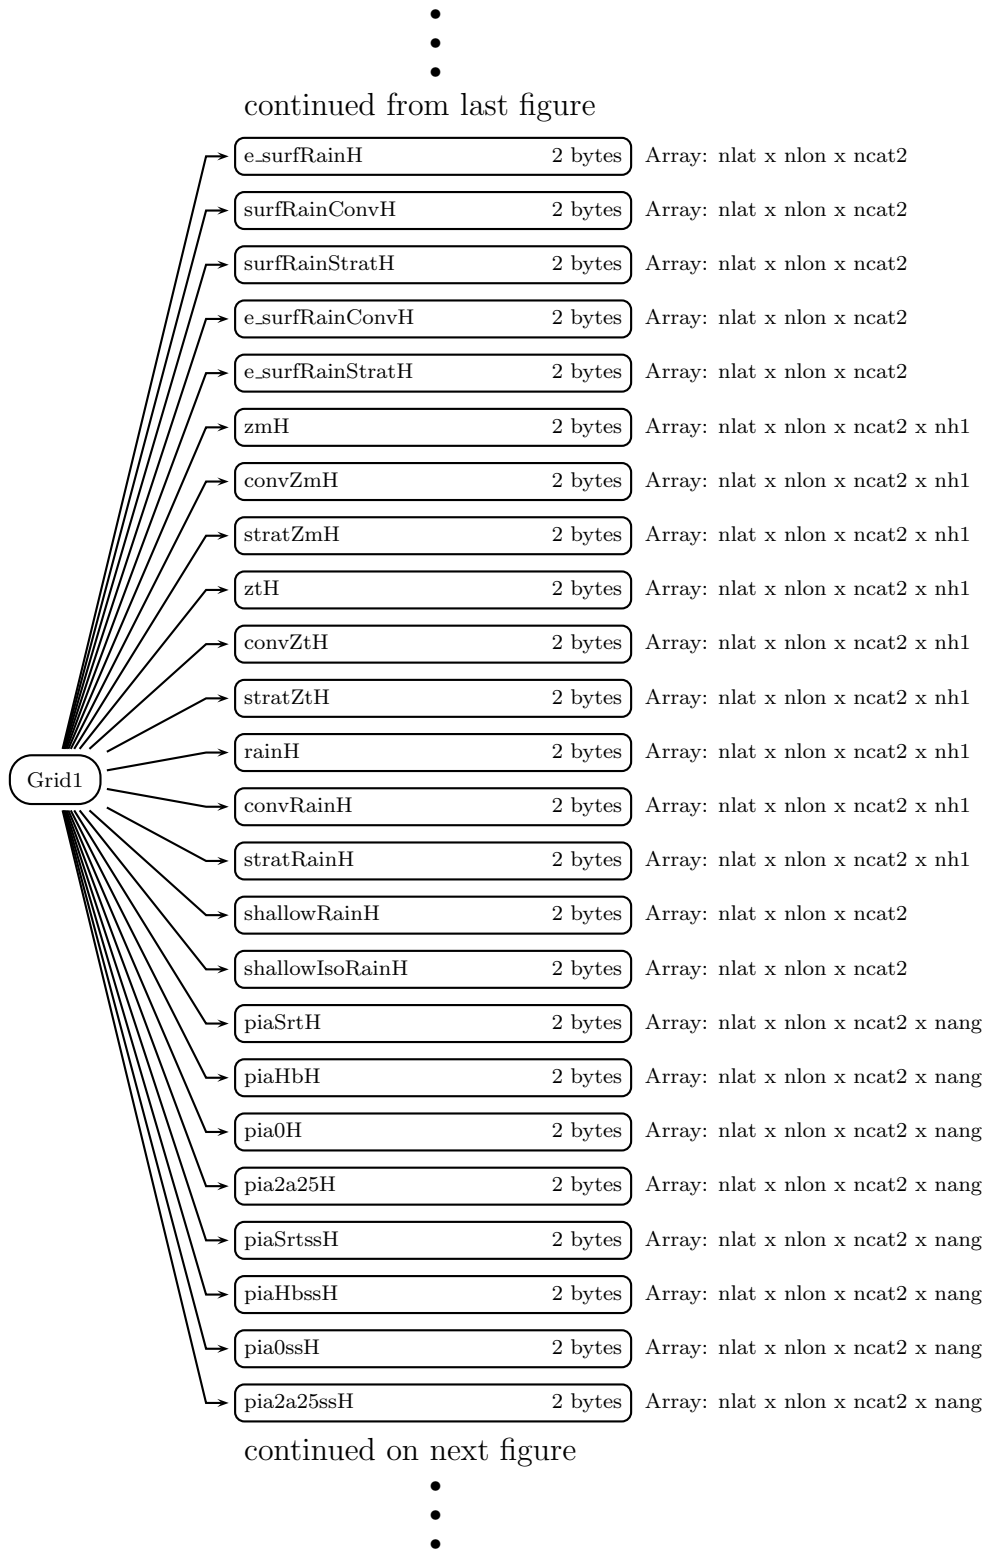 continued from last figure
e_surfRainH 2 bytes Array: nlat x nlon x ncat2
surfRainConvH 2 bytes Array: nlat x nlon x ncat2
surfRainStratH 2 bytes Array: nlat x nlon x ncat2
e_surfRainConvH 2 bytes Array: nlat x nlon x ncat2
e_surfRainStratH 2 bytes Array: nlat x nlon x ncat2
zmH 2 bytes Array: nlat x nlon x ncat2 x nh1
convZmH 2 bytes Array: nlat x nlon x ncat2 x nh1
stratZmH 2 bytes Array: nlat x nlon x ncat2 x nh1
ztH 2 bytes Array: nlat x nlon x ncat2 x nh1
convZtH 2 bytes Array: nlat x nlon x ncat2 x nh1
stratZtH 2 bytes Array: nlat x nlon x ncat2 x nh1
rainH 2 bytes Array: nlat x nlon x ncat2 x nh1
Grid1
convRainH 2 bytes Array: nlat x nlon x ncat2 x nh1
stratRainH 2 bytes Array: nlat x nlon x ncat2 x nh1
shallowRainH 2 bytes Array: nlat x nlon x ncat2
shallowIsoRainH 2 bytes Array: nlat x nlon x ncat2
piaSrtH 2 bytes Array: nlat x nlon x ncat2 x nang
piaHbH 2 bytes Array: nlat x nlon x ncat2 x nang
pia0H 2 bytes Array: nlat x nlon x ncat2 x nang
pia2a25H 2 bytes Array: nlat x nlon x ncat2 x nang
piaSrtssH 2 bytes Array: nlat x nlon x ncat2 x nang
piaHbssH 2 bytes Array: nlat x nlon x ncat2 x nang
pia0ssH 2 bytes Array: nlat x nlon x ncat2 x nang
pia2a25ssH 2 bytes Array: nlat x nlon x ncat2 x nang
continued on next figure